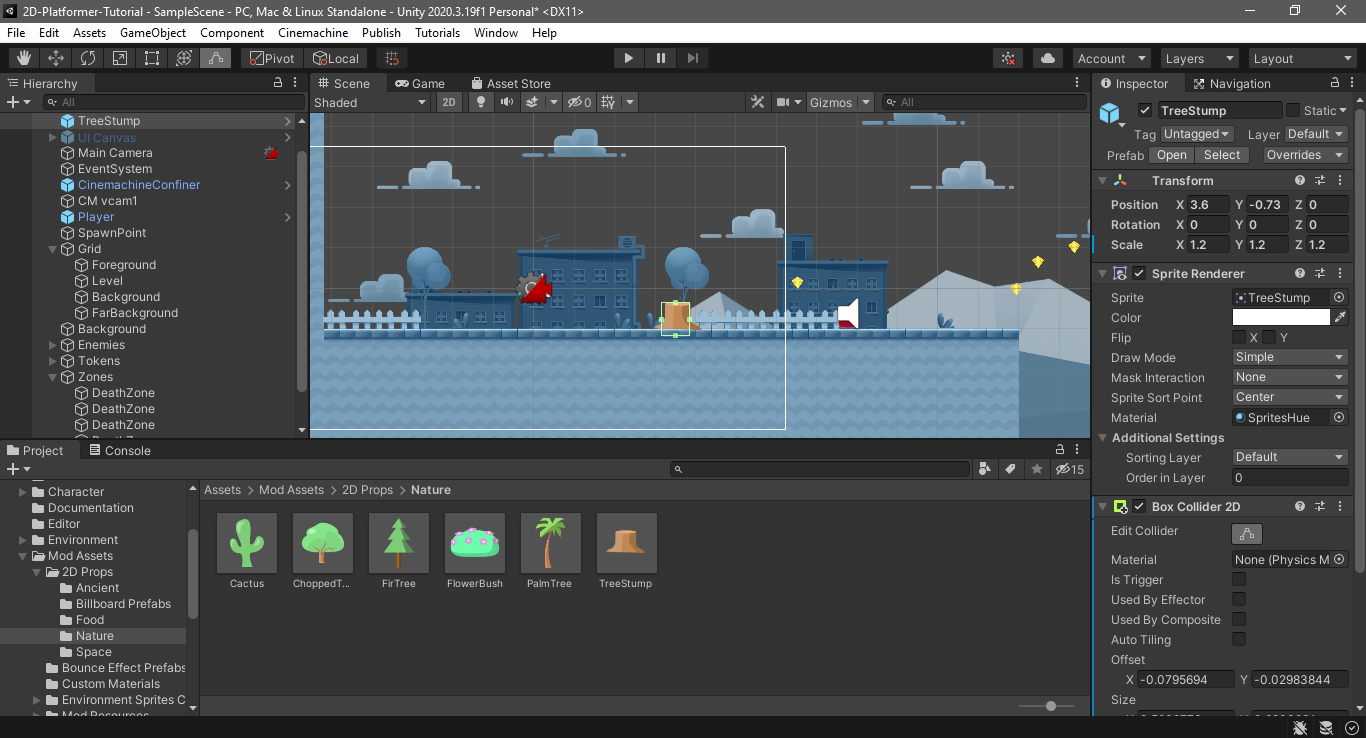 2D-Platformer-Tutorial - SampleScene - PC, Mac & Linux Standalone - Unity 2020.3.19f1 Personal* <DX11>
File Edit Assets GameObject Component Cinemachine Publish Tutorials Window Help
Pivot Local Account Layers Layout
Hierarchy
All
TreeStump
UI Canvas
Main Camera
EventSystem
CinemachineConfiner
CM vcam1
Player
SpawnPoint
Grid
Foreground
Level
Background
FarBackground
Background
Enemies
Tokens
Zones
DeathZone
DeathZone
DeathZone
DeathZone
Scene Game Asset Store
Shaded 2D 0 Gizmos All
Inspector Navigation
TreeStump Static
Tag Untagged Layer Default
Prefab Open Select Overrides
Transform
Position X 3.6 Y -0.73 Z 0
Rotation X 0 Y 0 Z 0
Scale X 1.2 Y 1.2 Z 1.2
Sprite Renderer
Sprite TreeStump
Color
Flip X Y
Draw Mode Simple
Mask Interaction None
Sprite Sort Point Center
Material SpritesHue
Additional Settings
Sorting Layer Default
Order in Layer 0
Box Collider 2D
Edit Collider
Material None (Physics M
Is Trigger
Used By Effector
Used By Composite
Auto Tiling
Offset
X -0.0795694 Y -0.02983844
Size
Project Console
15
Character
Documentation
Editor
Environment
Mod Assets
2D Props
Ancient
Billboard Prefabs
Food
Nature
Space
Bounce Effect Prefabs
Custom Materials
Environment Sprites C
Mod Resources
Assets > Mod Assets > 2D Props > Nature
Cactus ChoppedT... FirTree FlowerBush PalmTree TreeStump